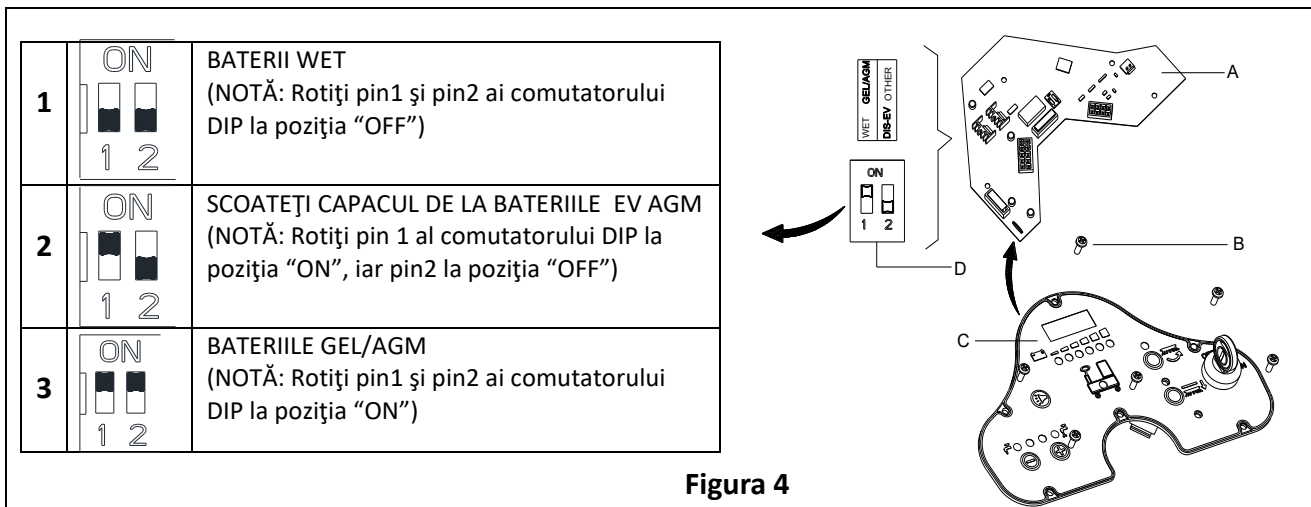 1
ON
1 2
BATERII WET
(NOTĂ: Rotiţi pin1 şi pin2 ai comutatorului
DIP la poziţia “OFF”)
2
ON
1 2
SCOATEŢI CAPACUL DE LA BATERIILE EV AGM
(NOTĂ: Rotiţi pin 1 al comutatorului DIP la
poziţia “ON”, iar pin2 la poziţia “OFF”)
3
ON
1 2
BATERIILE GEL/AGM
(NOTĂ: Rotiţi pin1 şi pin2 ai comutatorului
DIP la poziţia “ON”)
WET GEL/AGM
DIS-EV OTHER
ON
1 2
A
B
D
C
Figura 4